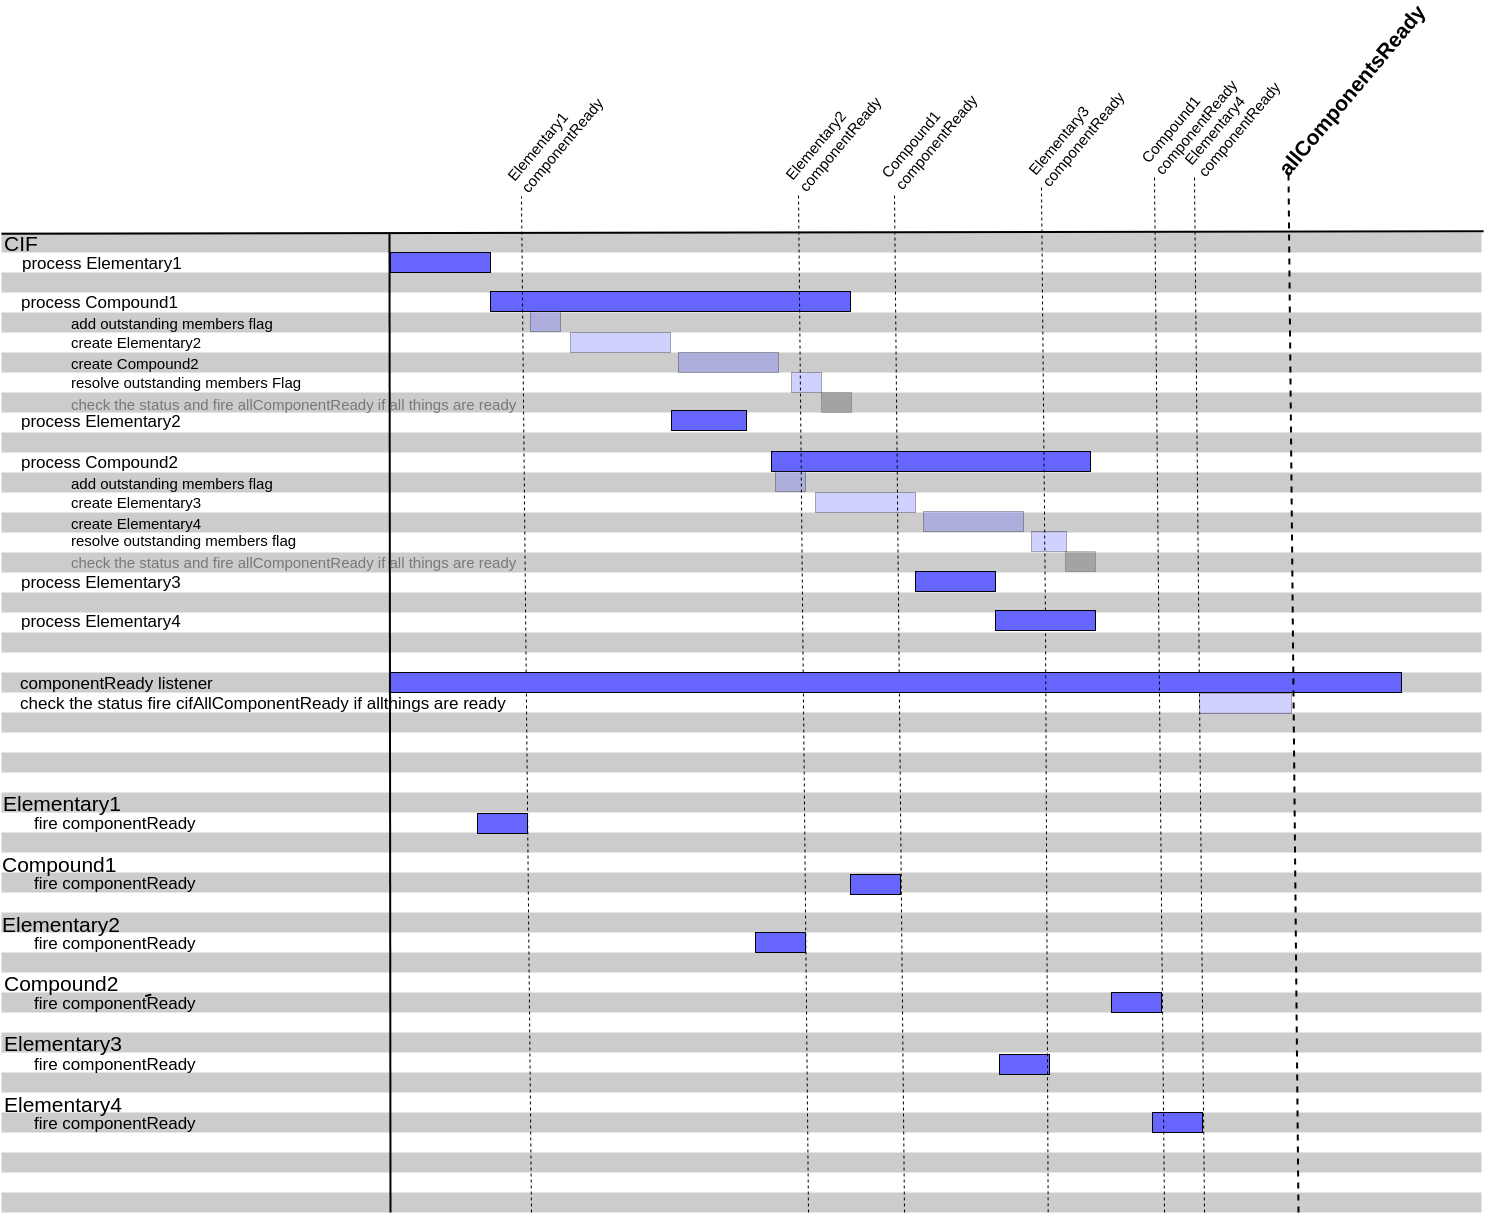 Elementary1
componentReady
Elementary2
componentReady
Compound1
componentReady
Elementary3
componentReady
Compound1
componentReady
Elementary4
componentReady
allComponentsReady
CIF
process Elementary1
process Compound1
add outstanding members flag
create Elementary2
create Compound2
resolve outstanding members Flag
check the status and fire allComponentReady if all things are ready
process Elementary2
process Compound2
add outstanding members flag
create Elementary3
create Elementary4
resolve outstanding members flag
check the status and fire allComponentReady if all things are ready
process Elementary3
process Elementary4
componentReady listener
check the status fire cifAllComponentReady if allthings are ready
Elementary1
fire componentReady
Compound1
fire componentReady
Elementary2
fire componentReady
Compound2
fire componentReady
Elementary3
fire componentReady
Elementary4
fire componentReady